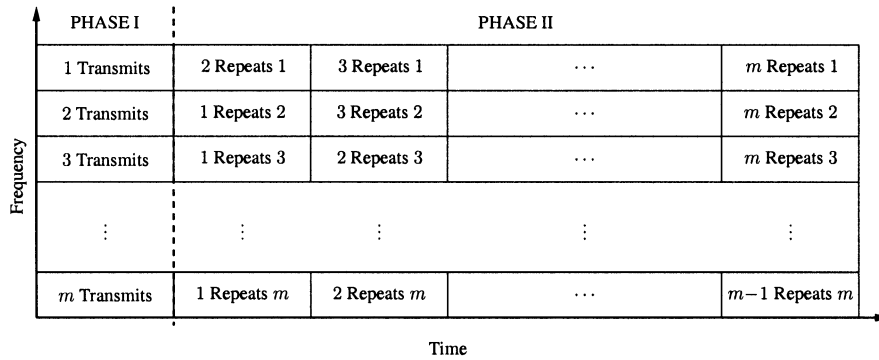 PHASE I PHASE II
1 Transmits 2 Repeats 1 3 Repeats 1 ··· m Repeats 1
2 Transmits 1 Repeats 2 3 Repeats 2 ··· m Repeats 2
3 Transmits 1 Repeats 3 2 Repeats 3 ··· m Repeats 3
⋮ ⋮ ⋮ ⋮ ⋮
m Transmits 1 Repeats m 2 Repeats m ··· m−1 Repeats m
Frequency
Time